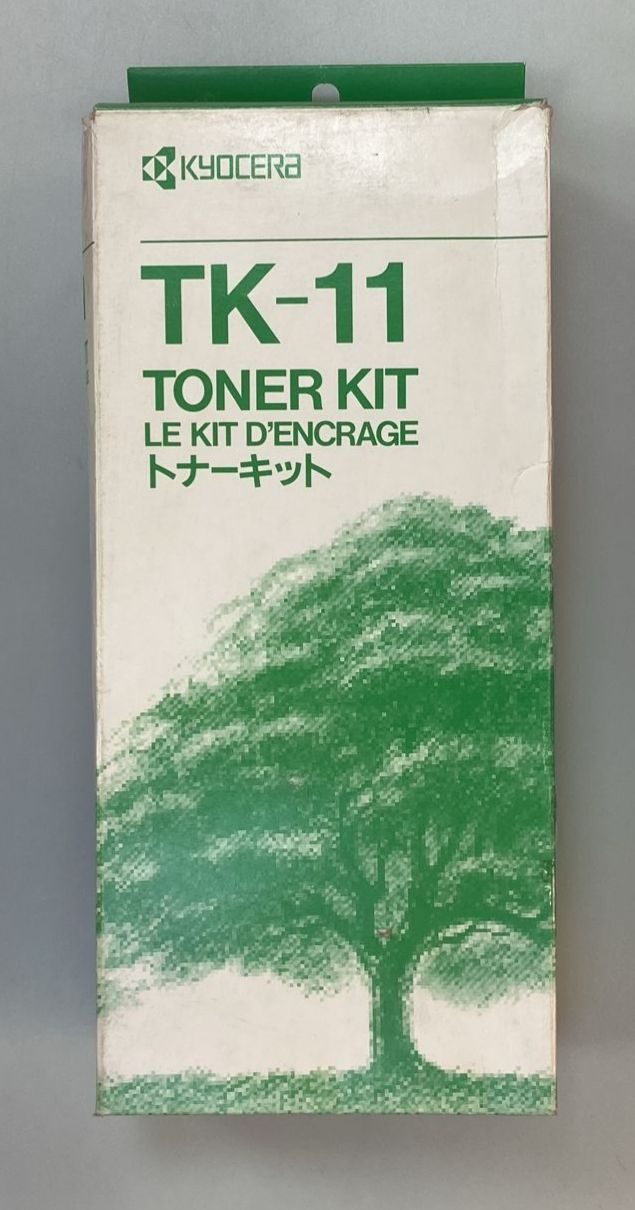 KYOCERA
TK-11
TONER KIT
LE KIT D'ENCRAGE
トナーキット